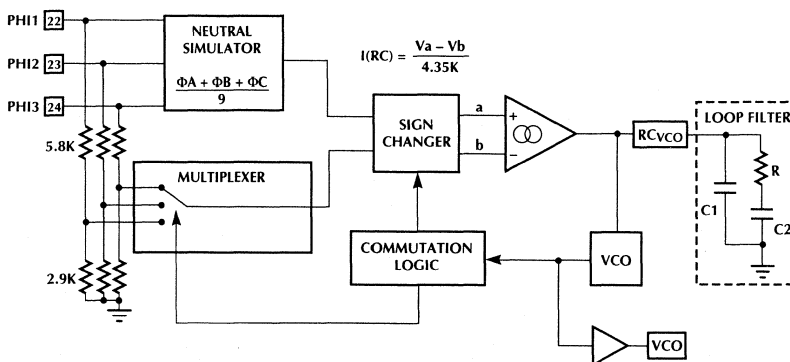 PHI1 22
PHI2 23
PHI3 24
NEUTRAL
SIMULATOR
ΦA + ΦB + ΦC
9
I(RC) = Va – Vb
4.35K
5.8K
MULTIPLEXER
SIGN
CHANGER
a
b
+
–
RCVCO
LOOP FILTER
R
C1
C2
2.9K
COMMUTATION
LOGIC
VCO
VCO